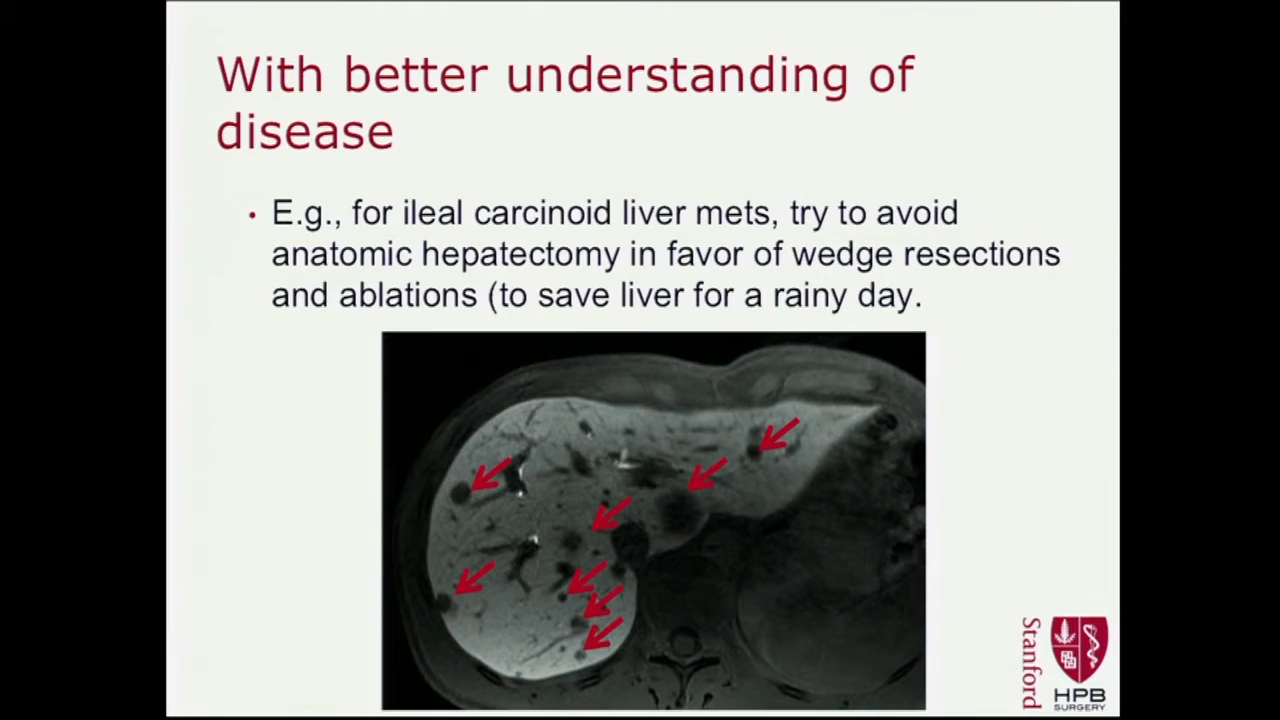 With better understanding of
disease
• E.g., for ileal carcinoid liver mets, try to avoid
anatomic hepatectomy in favor of wedge resections
and ablations (to save liver for a rainy day.
Stanford
HPB
SURGERY